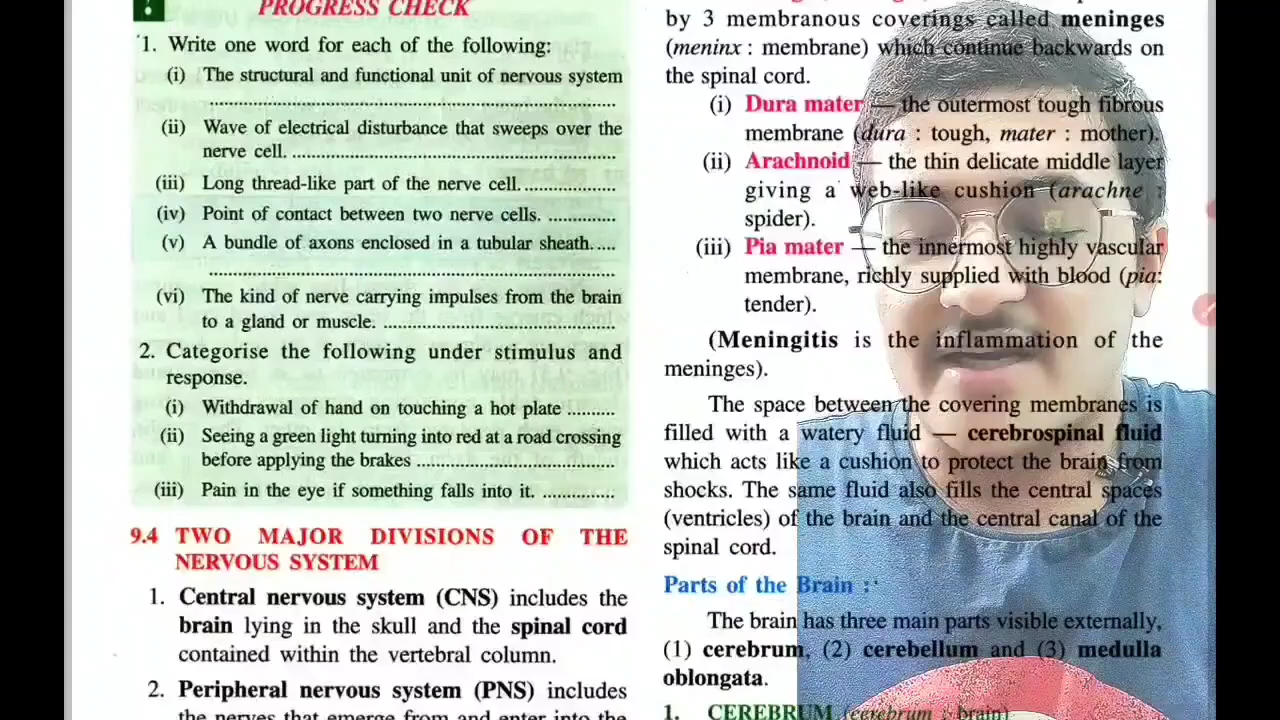 PROGRESS CHECK
1. Write one word for each of the following:
(i) The structural and functional unit of nervous system
..........................................................................
(ii) Wave of electrical disturbance that sweeps over the
nerve cell. ..........................................................
(iii) Long thread-like part of the nerve cell. .................
(iv) Point of contact between two nerve cells. .............
(v) A bundle of axons enclosed in a tubular sheath....
..........................................................................
(vi) The kind of nerve carrying impulses from the brain
to a gland or muscle. ..........................................
2. Categorise the following under stimulus and
response.
(i) Withdrawal of hand on touching a hot plate .........
(ii) Seeing a green light turning into red at a road crossing
before applying the brakes ....................................
(iii) Pain in the eye if something falls into it. .............
9.4 TWO MAJOR DIVISIONS OF THE
NERVOUS SYSTEM
1. Central nervous system (CNS) includes the
brain lying in the skull and the spinal cord
contained within the vertebral column.
2. Peripheral nervous system (PNS) includes
the nerves that emerge from and enter into the
by 3 membranous coverings called meninges
(meninx : membrane) which continue backwards on
the spinal cord.
(i) Dura mater — the outermost tough fibrous
membrane (dura : tough, mater : mother).
(ii) Arachnoid — the thin delicate middle layer
giving a web-like cushion (arachne :
spider).
(iii) Pia mater — the innermost highly vascular
membrane, richly supplied with blood (pia:
tender).
(Meningitis is the inflammation of the
meninges).
The space between the covering membranes is
filled with a watery fluid — cerebrospinal fluid
which acts like a cushion to protect the brain from
shocks. The same fluid also fills the central spaces
(ventricles) of the brain and the central canal of the
spinal cord.
Parts of the Brain :
The brain has three main parts visible externally,
(1) cerebrum, (2) cerebellum and (3) medulla
oblongata.
1. CEREBRUM (cerebrum : brain)